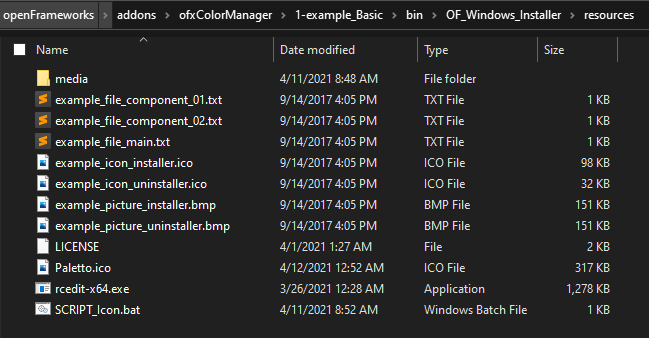 openFrameworks > addons > ofxColorManager > 1-example_Basic > bin > OF_Windows_Installer > resources
Name Date modified Type Size
media 4/11/2021 8:48 AM File folder
example_file_component_01.txt 9/14/2017 4:05 PM TXT File 1 KB
example_file_component_02.txt 9/14/2017 4:05 PM TXT File 1 KB
example_file_main.txt 9/14/2017 4:05 PM TXT File 1 KB
example_icon_installer.ico 9/14/2017 4:05 PM ICO File 98 KB
example_icon_uninstaller.ico 9/14/2017 4:05 PM ICO File 32 KB
example_picture_installer.bmp 9/14/2017 4:05 PM BMP File 151 KB
example_picture_uninstaller.bmp 9/14/2017 4:05 PM BMP File 151 KB
LICENSE 4/1/2021 1:27 AM File 2 KB
Paletto.ico 4/12/2021 12:52 AM ICO File 317 KB
rcedit-x64.exe 3/26/2021 12:28 AM Application 1,278 KB
SCRIPT_Icon.bat 4/11/2021 8:52 AM Windows Batch File 1 KB